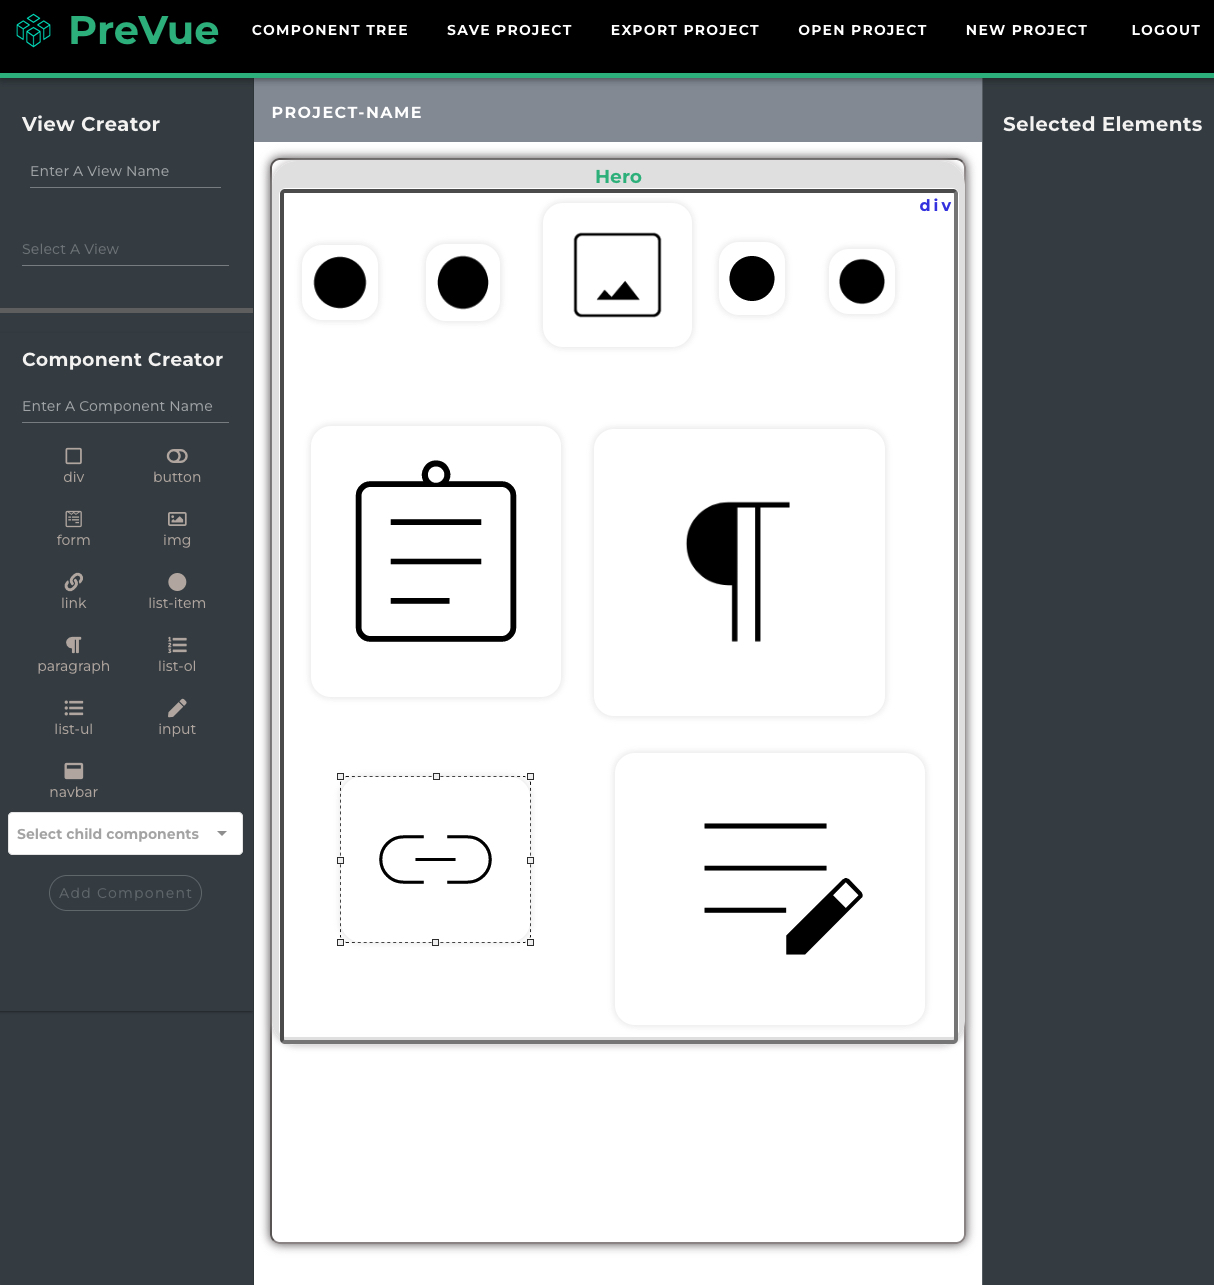 PreVue
COMPONENT TREE
SAVE PROJECT
EXPORT PROJECT
OPEN PROJECT
NEW PROJECT
LOGOUT
View Creator
Enter A View Name
Select A View
Component Creator
Enter A Component Name
div
button
form
img
link
list-item
paragraph
list-ol
list-ul
input
navbar
Select child components
Add Component
PROJECT-NAME
Hero
div
Selected Elements